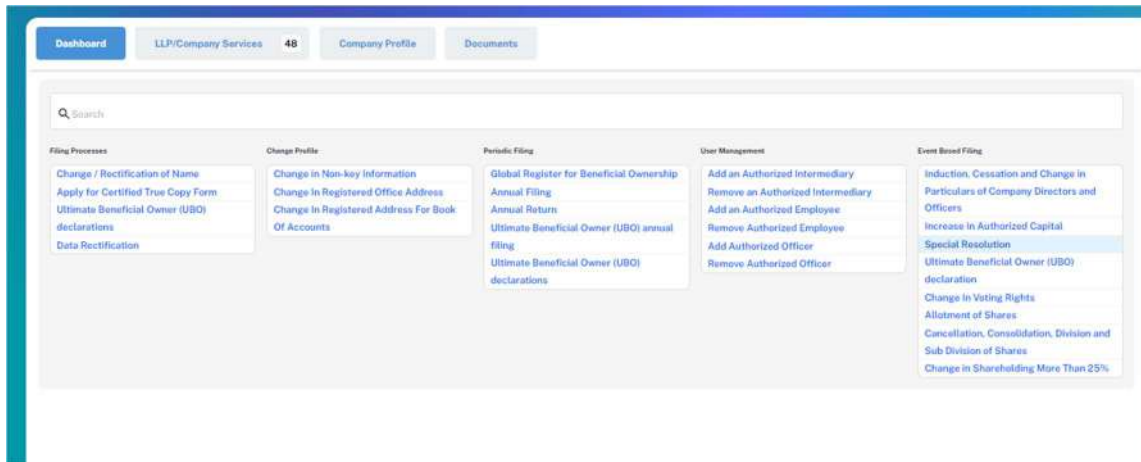 Dashboard
LLP/Company Services 48
Company Profile
Documents
Search
Filing Processes
Change / Rectification of Name
Apply for Certified True Copy Form
Ultimate Beneficial Owner (UBO)
declarations
Data Rectification
Change Profile
Change in Non-key Information
Change In Registered Office Address
Change In Registered Address For Book
Of Accounts
Periodic Filing
Global Register for Beneficial Ownership
Annual Filing
Annual Return
Ultimate Beneficial Owner (UBO) annual
filing
Ultimate Beneficial Owner (UBO)
declarations
User Management
Add an Authorized Intermediary
Remove an Authorized Intermediary
Add an Authorized Employee
Remove Authorized Employee
Add Authorized Officer
Remove Authorized Officer
Event Based Filing
Induction, Cessation and Change in
Particulars of Company Directors and
Officers
Increase in Authorized Capital
Special Resolution
Ultimate Beneficial Owner (UBO)
declaration
Change In Voting Rights
Allotment of Shares
Cancellation, Consolidation, Division and
Sub Division of Shares
Change in Shareholding More Than 25%